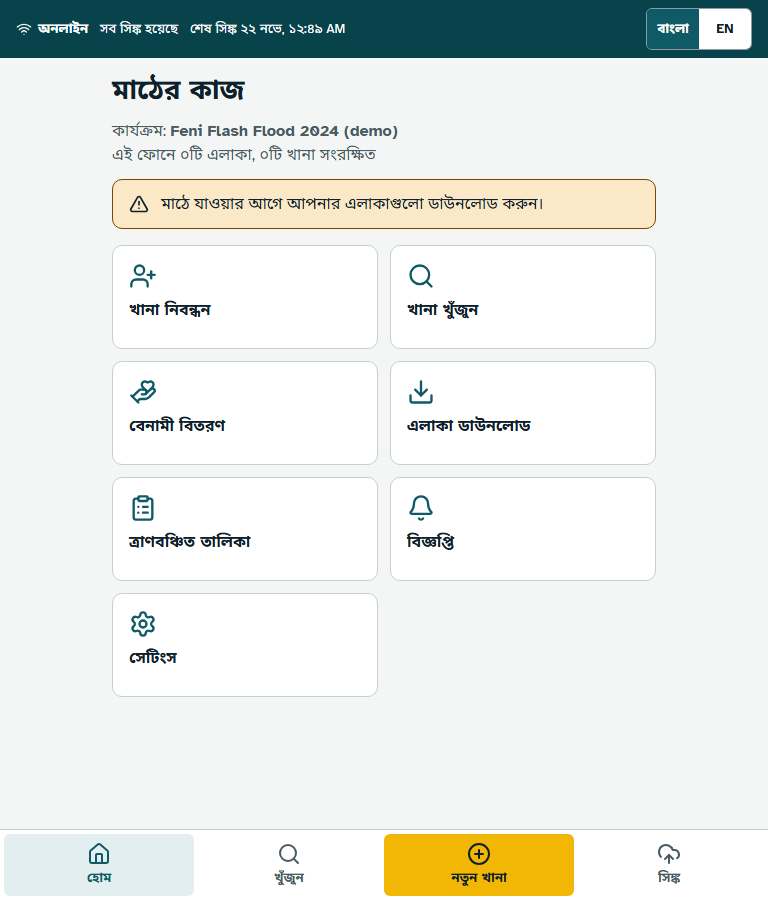 অনলাইন সব সিঙ্ক হয়েছে শেষ সিঙ্ক ২২ নভে, ১২:৪৯ AM
বাংলা EN
মাঠের কাজ
কার্যক্রম: Feni Flash Flood 2024 (demo)
এই ফোনে ০টি এলাকা, ০টি খানা সংরক্ষিত
মাঠে যাওয়ার আগে আপনার এলাকাগুলো ডাউনলোড করুন।
খানা নিবন্ধন
খানা খুঁজুন
বেনামী বিতরণ
এলাকা ডাউনলোড
ত্রাণবঞ্চিত তালিকা
বিজ্ঞপ্তি
সেটিংস
হোম
খুঁজুন
নতুন খানা
সিঙ্ক